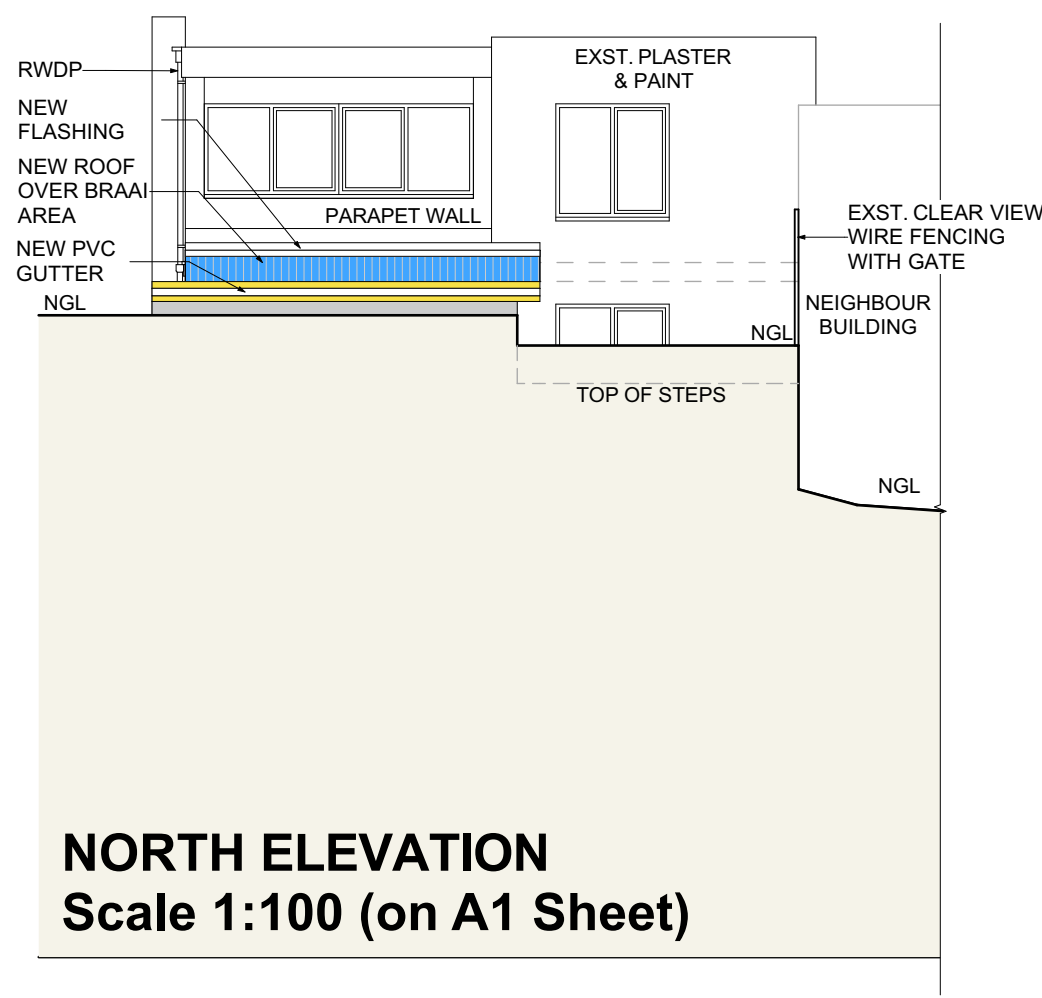 RWDP
NEW
FLASHING
NEW ROOF
OVER BRAAI
AREA
NEW PVC
GUTTER
NGL
PARAPET WALL
EXST. PLASTER
& PAINT
EXST. CLEAR VIEW
WIRE FENCING
WITH GATE
NEIGHBOUR
BUILDING
NGL
TOP OF STEPS
NGL
NORTH ELEVATION
Scale 1:100 (on A1 Sheet)